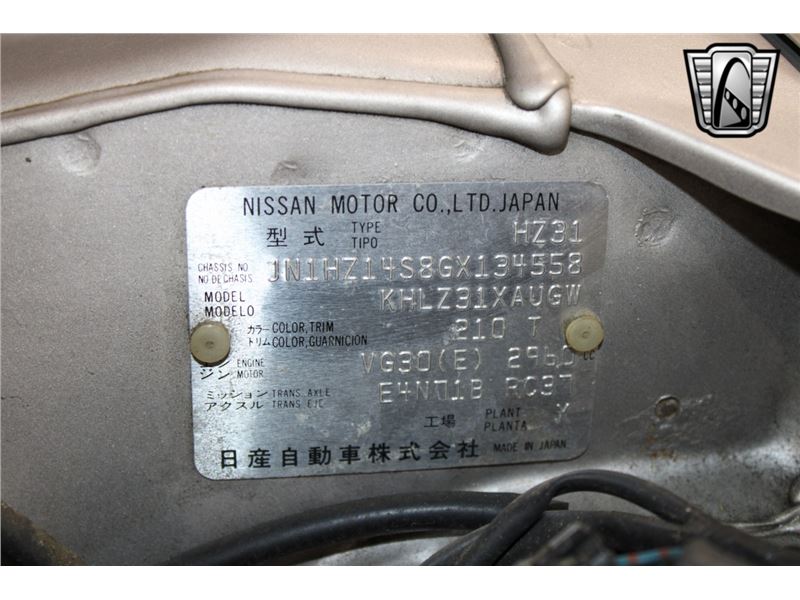 NISSAN MOTOR CO.,LTD.JAPAN
型式 TYPE TIPO HZ31
CHASSIS NO NO DE CHASIS JN1HZ14S8GX134558
MODEL MODELO KHLZ31XAUGW
カラー COLOR,TRIM トリム COLOR,GUARNICION 210 T
ジン ENGINE MOTOR VG30(E) 2960 CC
ミッション TRANS. AXLE アクスル TRANS. EJE E4N71B RC37
工場 PLANT PLANTA Y
日産自動車株式会社 MADE IN JAPAN